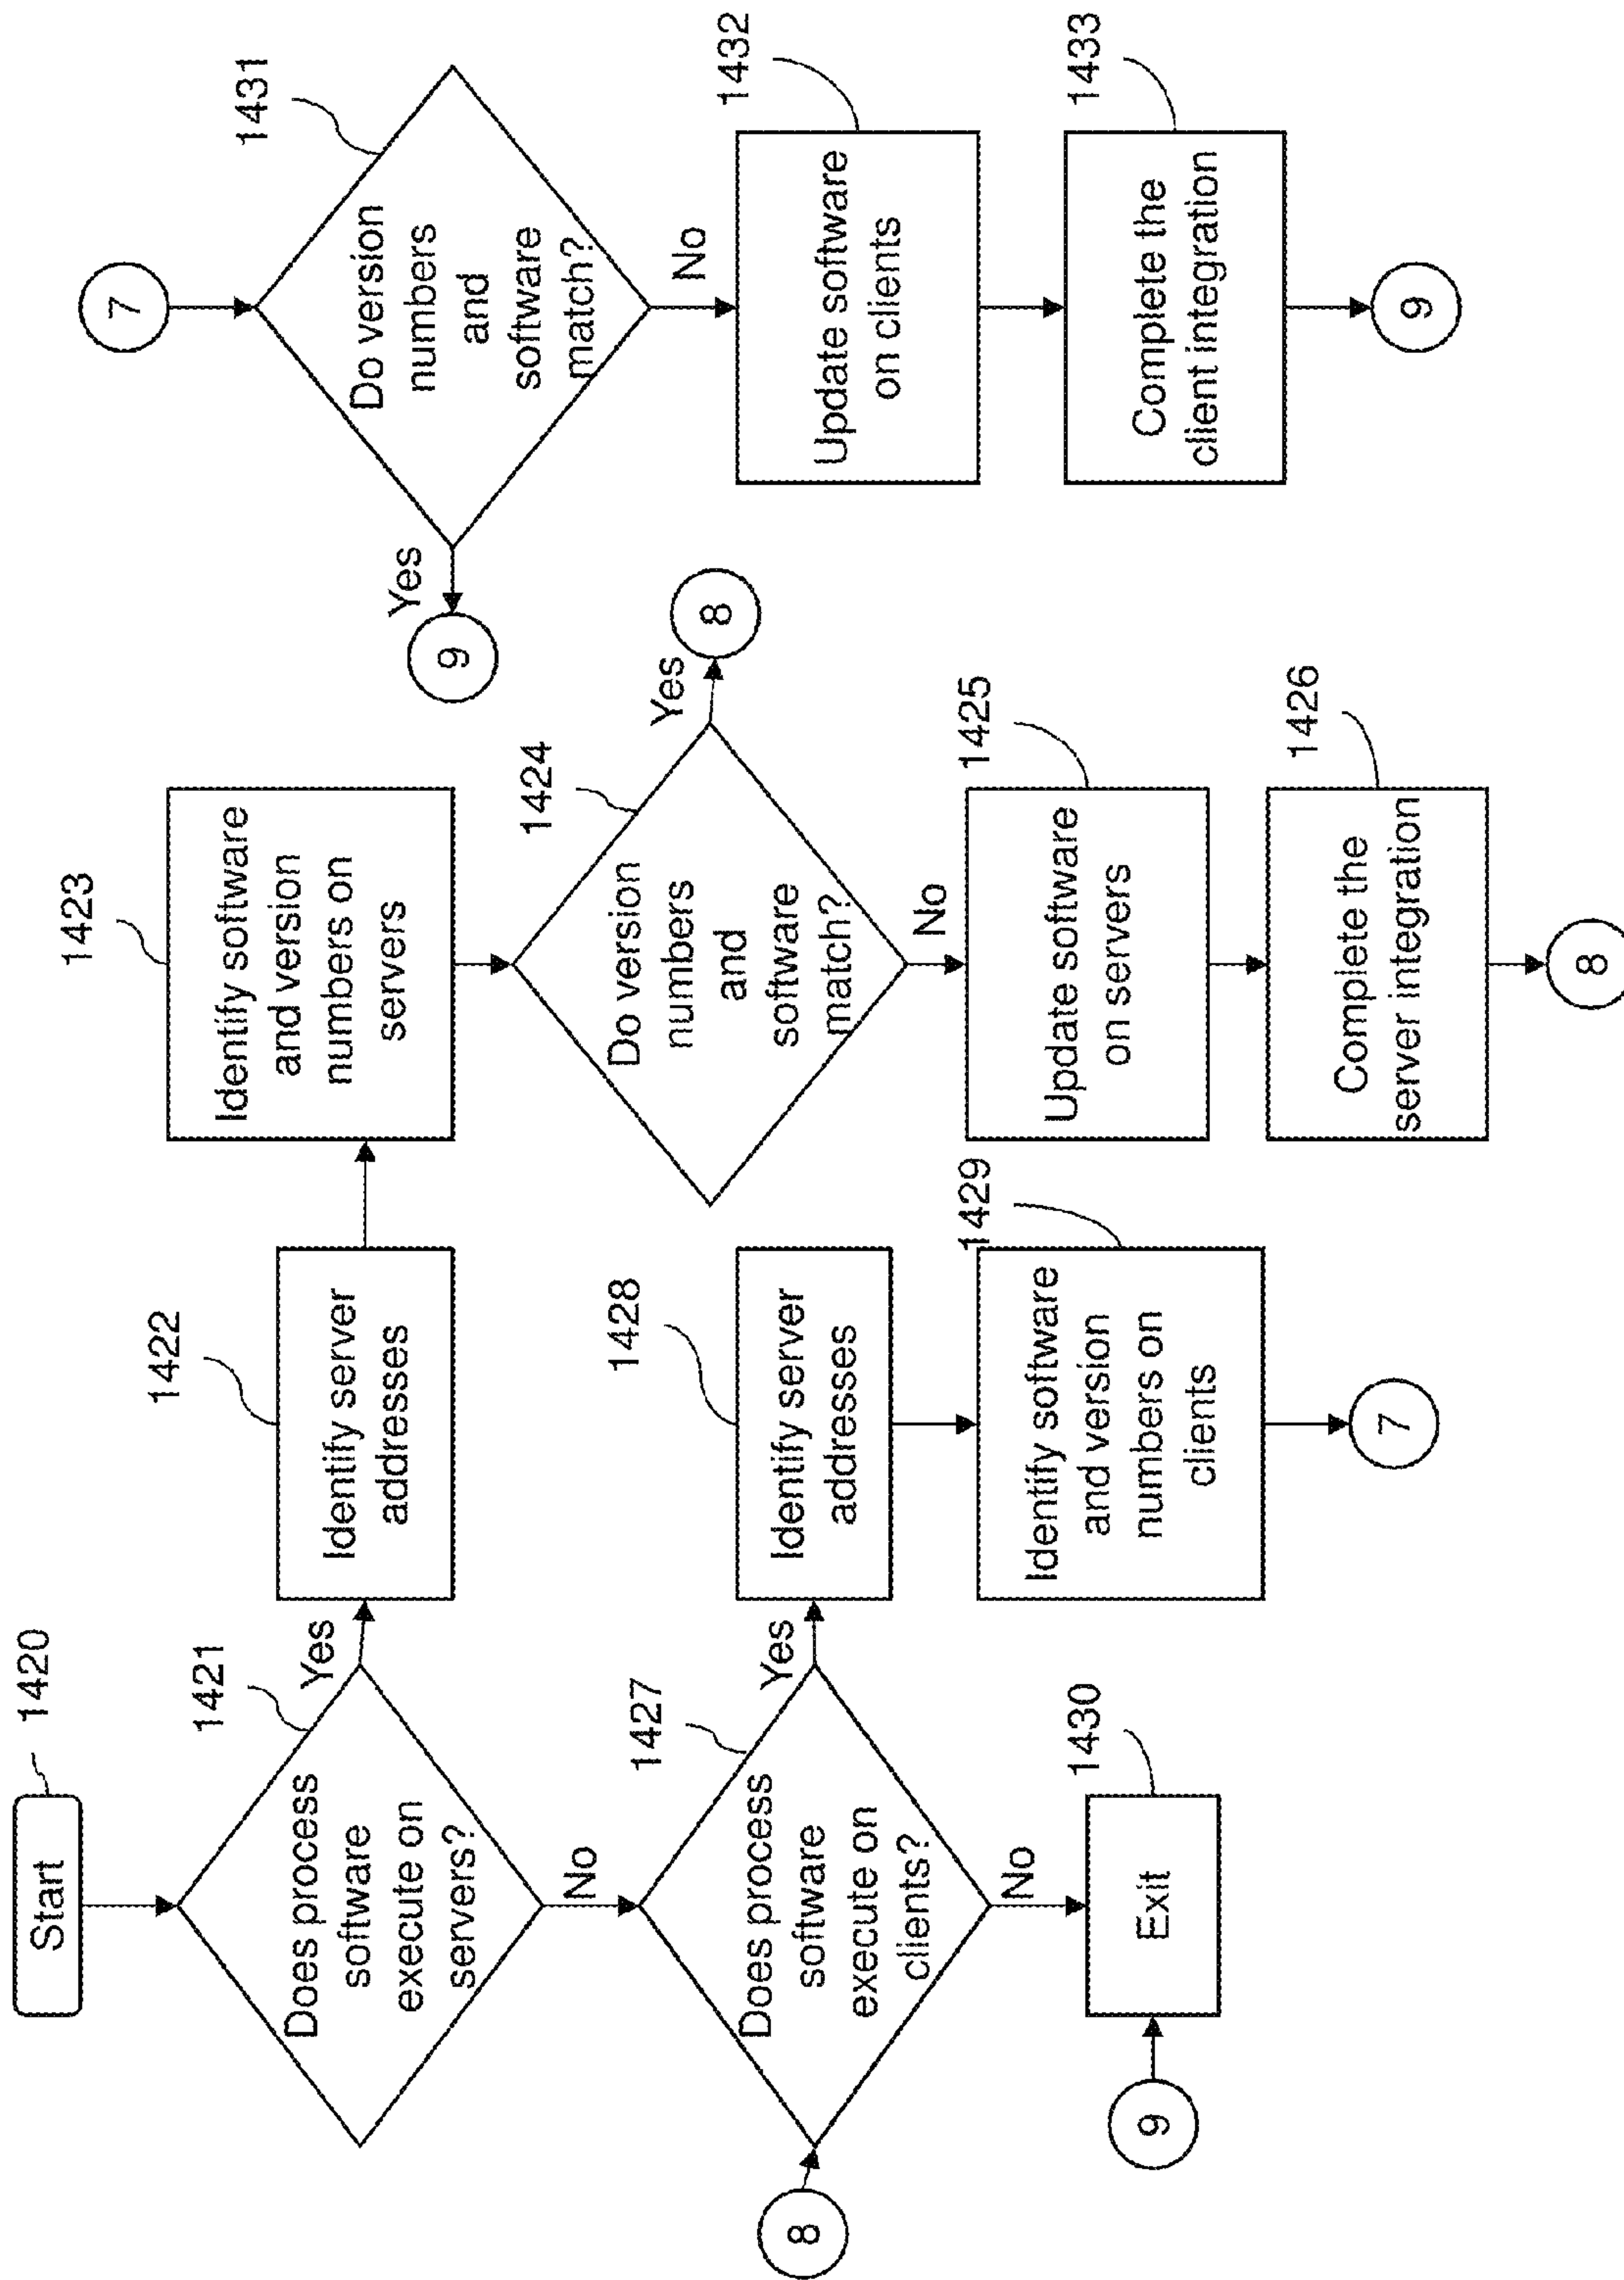 Start
1420
Does process
software
execute on
servers?
1421
Yes
No
Identify server
addresses
1422
Identify software
and version
numbers on
servers
1423
Do version
numbers
and
software
match?
1424
Yes
8
No
Update software
on servers
1425
Complete the
server integration
1426
8
8
Does process
software
execute on
clients?
1427
Yes
No
Identify server
addresses
1428
Identify software
and version
numbers on
clients
1429
7
9
Exit
1430
7
Do version
numbers
and
software
match?
1431
Yes
9
No
Update software
on clients
1432
Complete the
client integration
1433
9